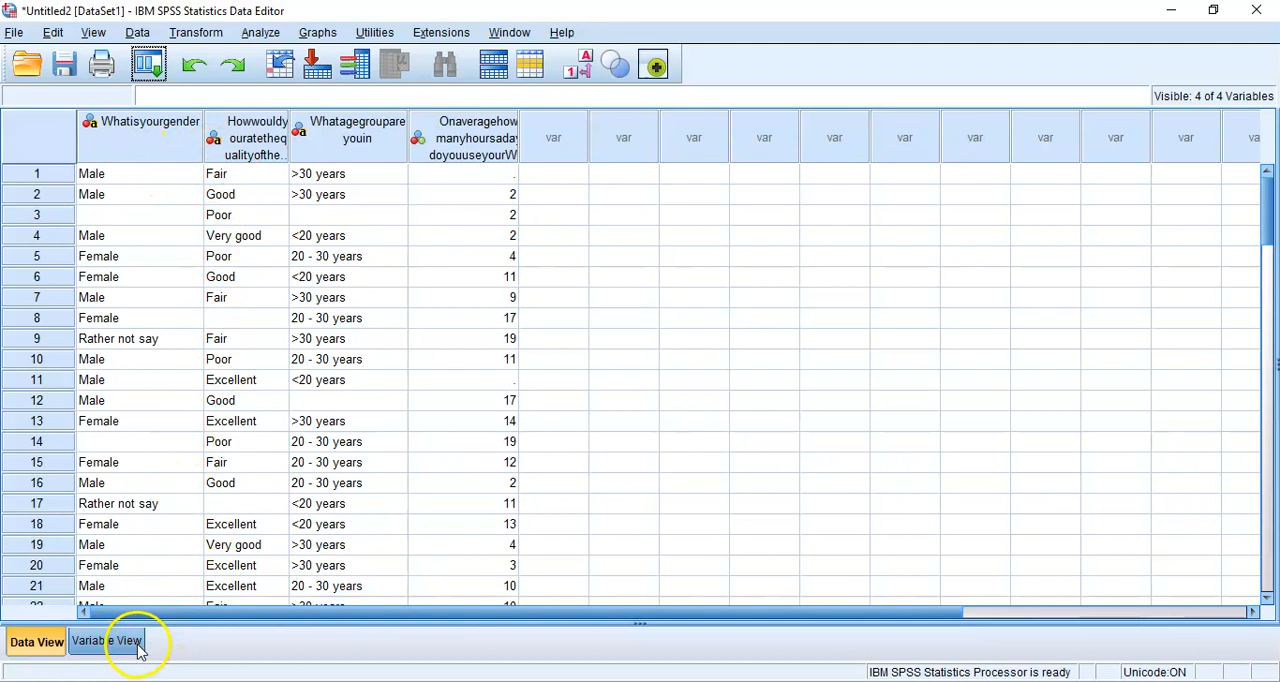 *Untitled2 [DataSet1] - IBM SPSS Statistics Data Editor
File Edit View Data Transform Analyze Graphs Utilities Extensions Window Help
Visible: 4 of 4 Variables
Whatisyourgender
Howwouldy
ouratetheq
ualityofthe...
Whatagegroupare
youin
Onaveragehow
manyhoursaday
doyouuseyourW
var var var var var var var var var var va
1 Male Fair >30 years .
2 Male Good >30 years 2
3 Poor 2
4 Male Very good <20 years 2
5 Female Poor 20 - 30 years 4
6 Female Good <20 years 11
7 Male Fair >30 years 9
8 Female 20 - 30 years 17
9 Rather not say Fair >30 years 19
10 Male Poor 20 - 30 years 11
11 Male Excellent <20 years .
12 Male Good 17
13 Female Excellent >30 years 14
14 Poor 20 - 30 years 19
15 Female Fair 20 - 30 years 12
16 Male Good 20 - 30 years 2
17 Rather not say <20 years 11
18 Female Excellent <20 years 13
19 Male Very good >30 years 4
20 Female Excellent >30 years 3
21 Male Excellent 20 - 30 years 10
22 Male Fair >30 years
Data View Variable View
IBM SPSS Statistics Processor is ready Unicode:ON